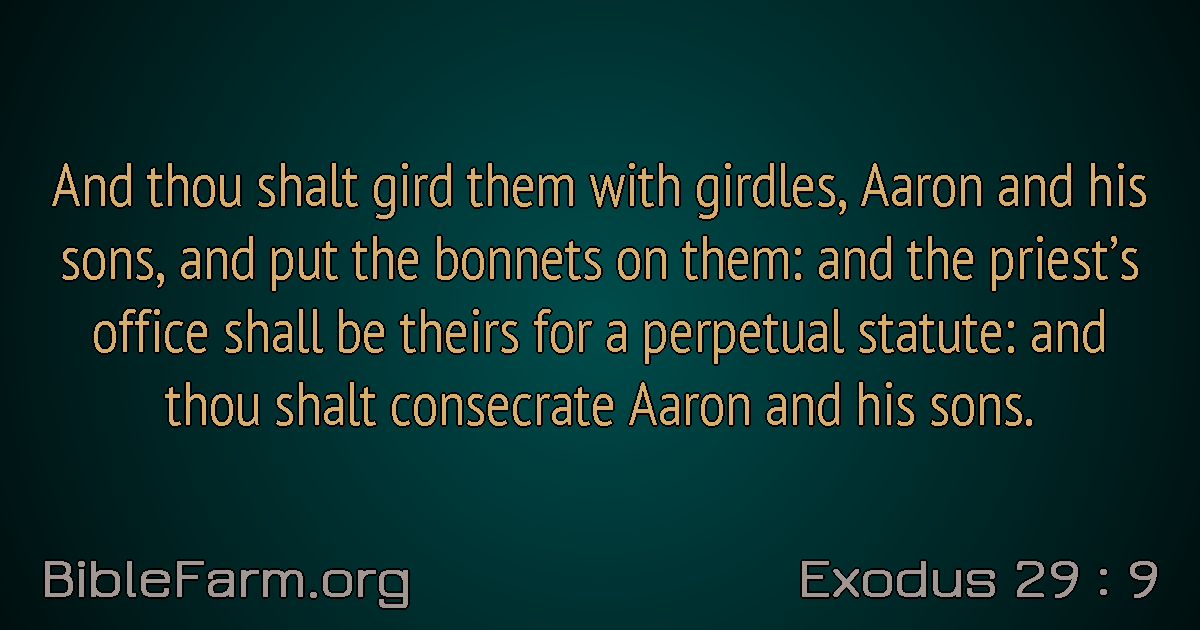 And thou shalt gird them with girdles, Aaron and his
sons, and put the bonnets on them: and the priest’s
office shall be theirs for a perpetual statute: and
thou shalt consecrate Aaron and his sons.
BibleFarm.org
Exodus 29 : 9